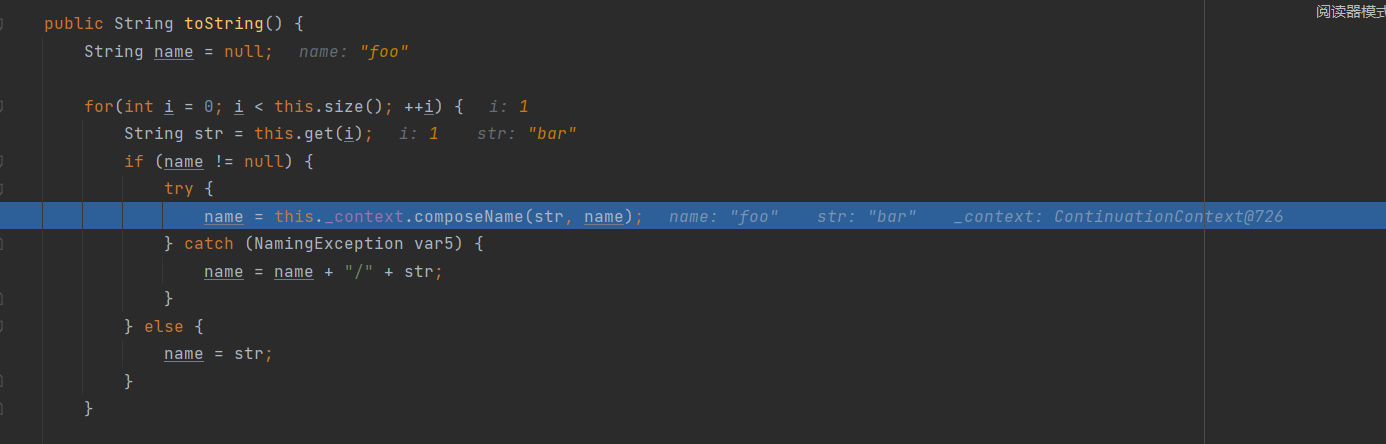 阅读器模式
public String toString() {
    String name = null;   name: "foo"
    for(int i = 0; i < this.size(); ++i) {   i: 1
        String str = this.get(i);   i: 1    str: "bar"
        if (name != null) {
            try {
                name = this._context.composeName(str, name);   name: "foo"    str: "bar"    _context: ContinuationContext@726
            } catch (NamingException var5) {
                name = name + "/" + str;
            }
        } else {
            name = str;
        }
    }